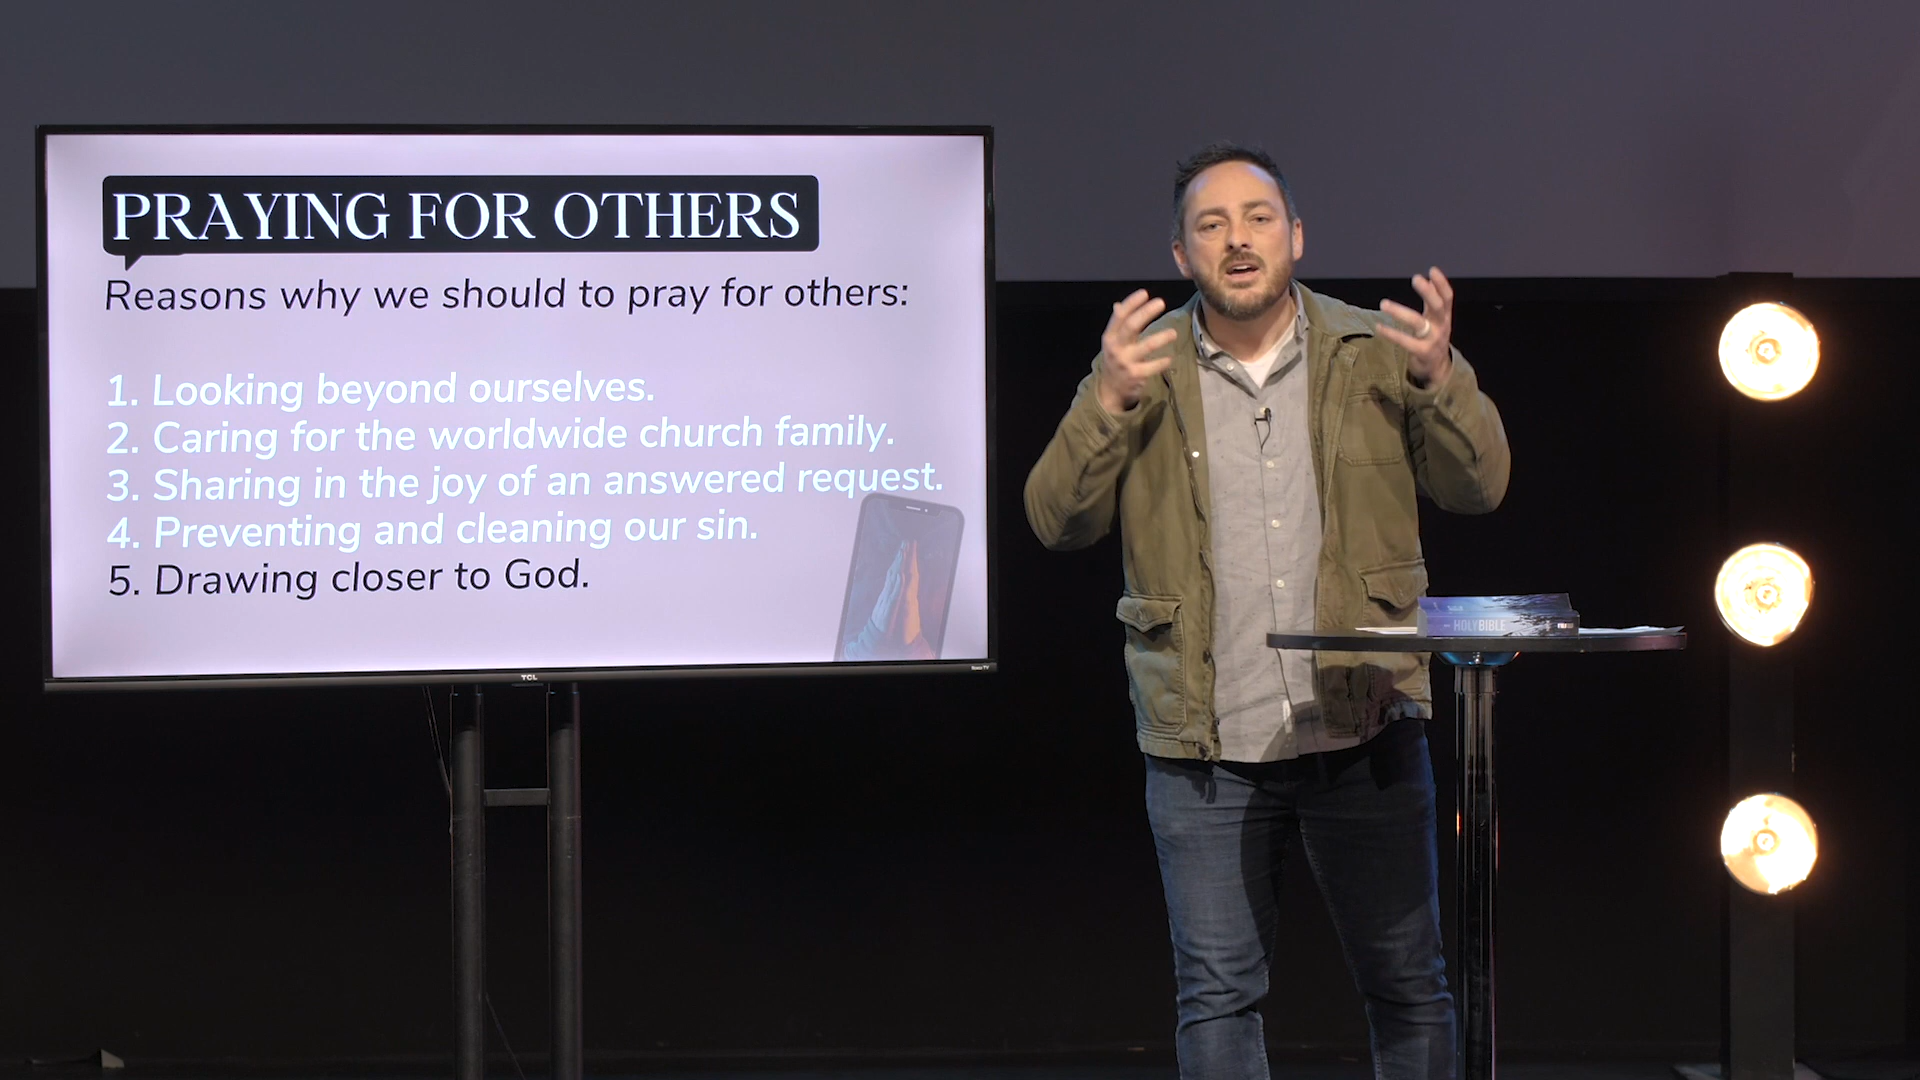 PRAYING FOR OTHERS
Reasons why we should to pray for others:
1. Looking beyond ourselves.
2. Caring for the worldwide church family.
3. Sharing in the joy of an answered request.
4. Preventing and cleaning our sin.
5. Drawing closer to God.
TCL
Roku TV
HOLY BIBLE